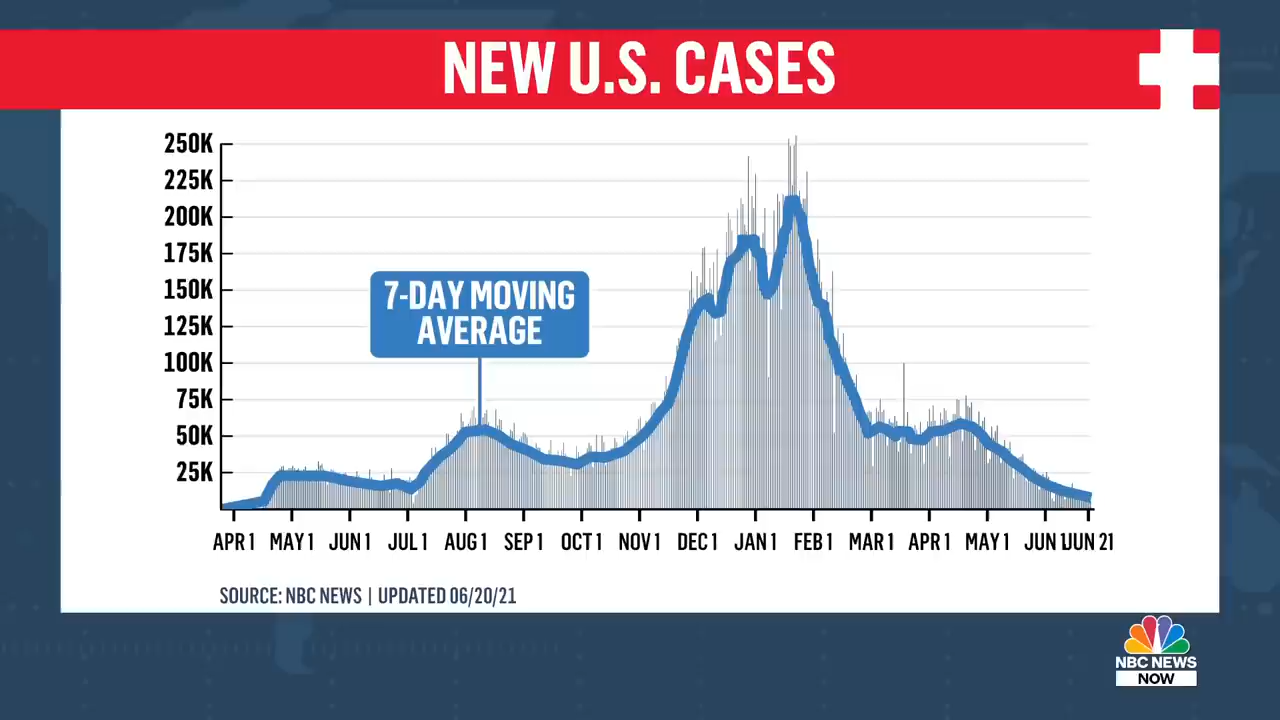 NEW U.S. CASES
250K
225K
200K
175K
150K
125K
100K
75K
50K
25K
7-DAY MOVING
AVERAGE
APR 1 MAY 1 JUN 1 JUL 1 AUG 1 SEP 1 OCT 1 NOV 1 DEC 1 JAN 1 FEB 1 MAR 1 APR 1 MAY 1 JUN 1 JUN 21
SOURCE: NBC NEWS | UPDATED 06/20/21
NBC NEWS
NOW